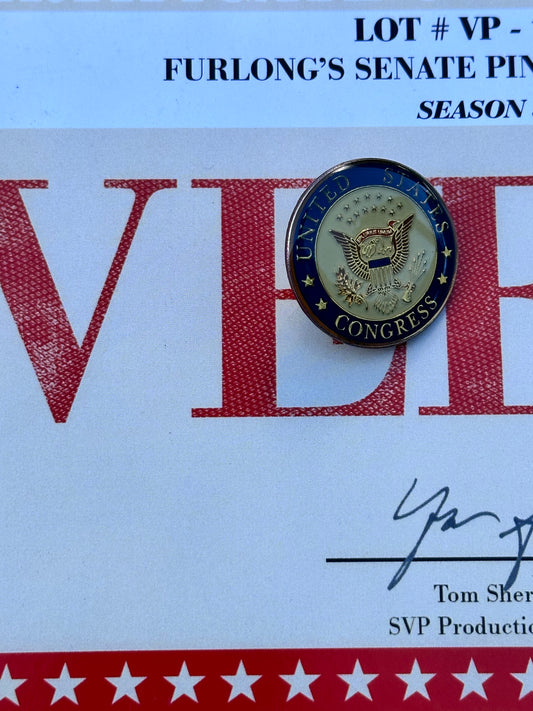 LOT # VP -
FURLONG'S SENATE PIN
SEASON
VEE
UNITED STATES
CONGRESS
Tom Sher
SVP Productio